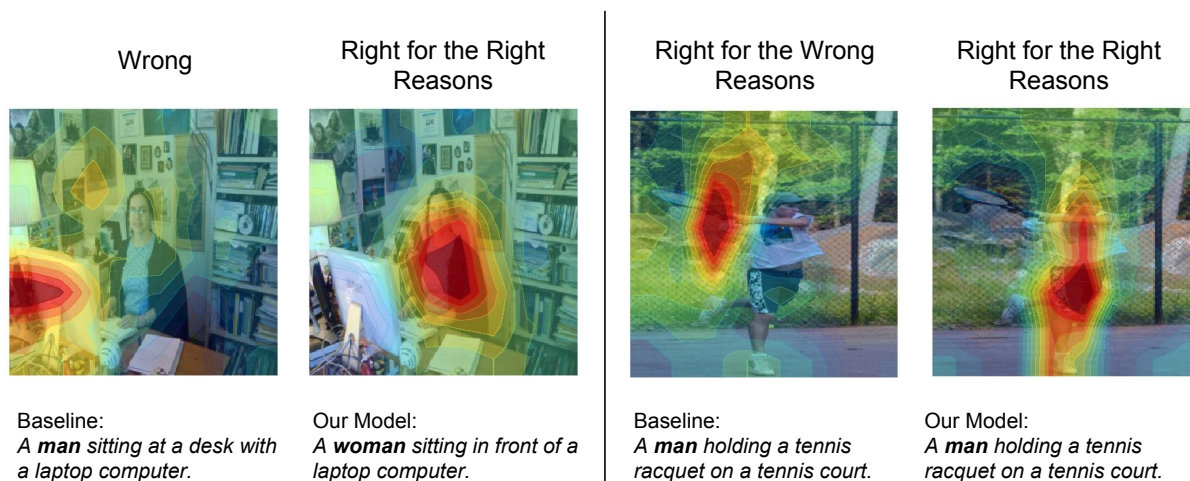 Wrong
Right for the Right
Reasons
Right for the Wrong
Reasons
Right for the Right
Reasons
Baseline:
A man sitting at a desk with
a laptop computer.
Our Model:
A woman sitting in front of a
laptop computer.
Baseline:
A man holding a tennis
racquet on a tennis court.
Our Model:
A man holding a tennis
racquet on a tennis court.